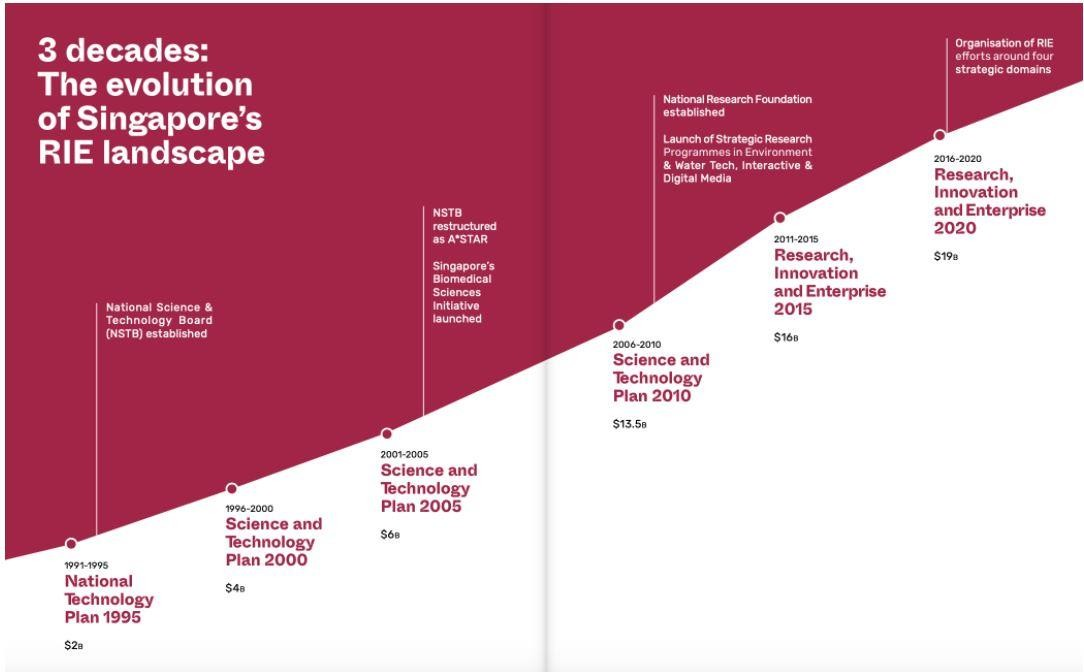 3 decades:
The evolution
of Singapore's
RIE landscape
National Science &
Technology Board
(NSTB) established
1991-1995
National
Technology
Plan 1995
$2B
1996-2000
Science and
Technology
Plan 2000
$4B
NSTB
restructured
as A*STAR
Singapore's
Biomedical
Sciences
Initiative
launched
2001-2005
Science and
Technology
Plan 2005
$6B
National Research Foundation
established
Launch of Strategic Research
Programmes in Environment
& Water Tech, Interactive &
Digital Media
2006-2010
Science and
Technology
Plan 2010
$13.5B
2011-2015
Research,
Innovation
and Enterprise
2015
$16B
Organisation of RIE
efforts around four
strategic domains
2016-2020
Research,
Innovation
and Enterprise
2020
$19B